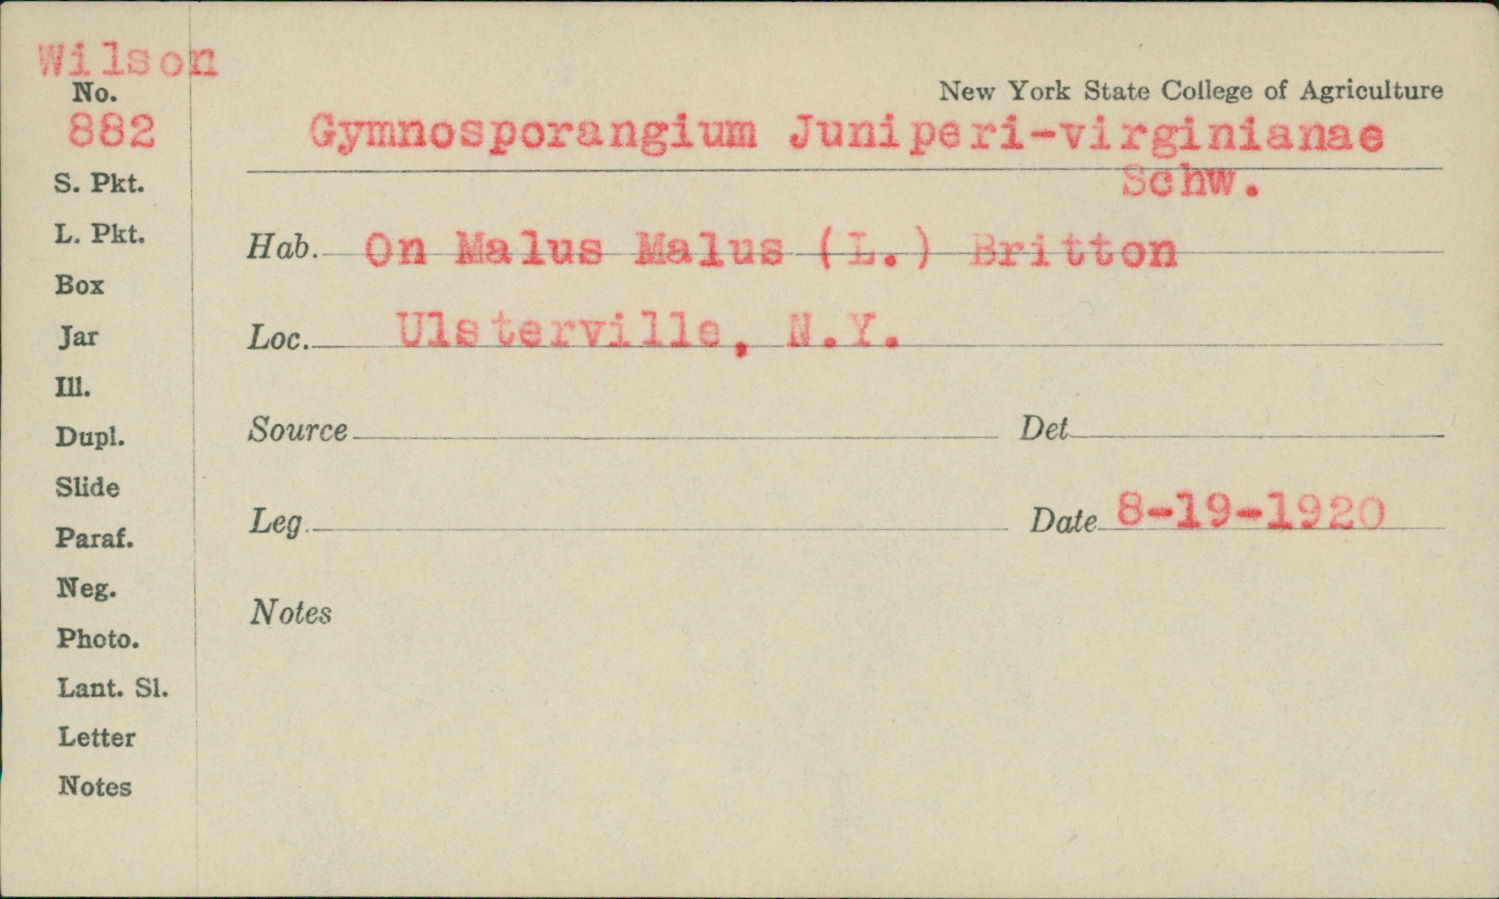 Wilson
No.
882
New York State College of Agriculture
Gymnosporangium Juniperi-virginianae
Schw.
S. Pkt.
L. Pkt.
Box
Jar
Ill.
Dupl.
Slide
Paraf.
Neg.
Photo.
Lant. Sl.
Letter
Notes
Hab. On Malus Malus (L.) Britton
Loc. Ulsterville, N.Y.
Source Det
Leg. Date 8-19-1920
Notes